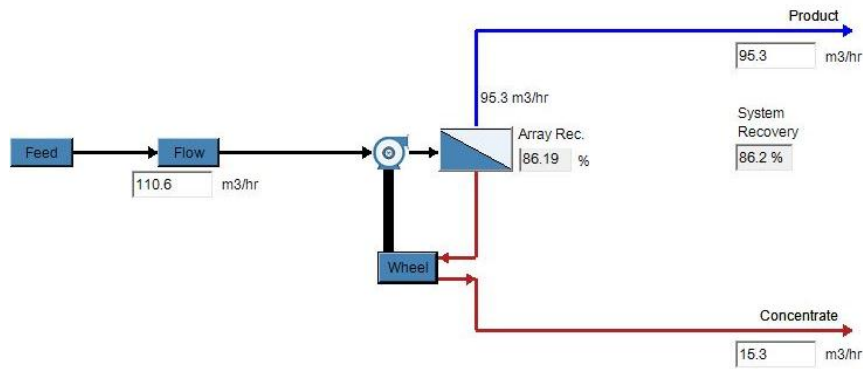 Product
95.3 m3/hr
95.3 m3/hr
System
Recovery
86.2 %
Array Rec.
86.19 %
Feed
Flow
110.6 m3/hr
Wheel
Concentrate
15.3 m3/hr